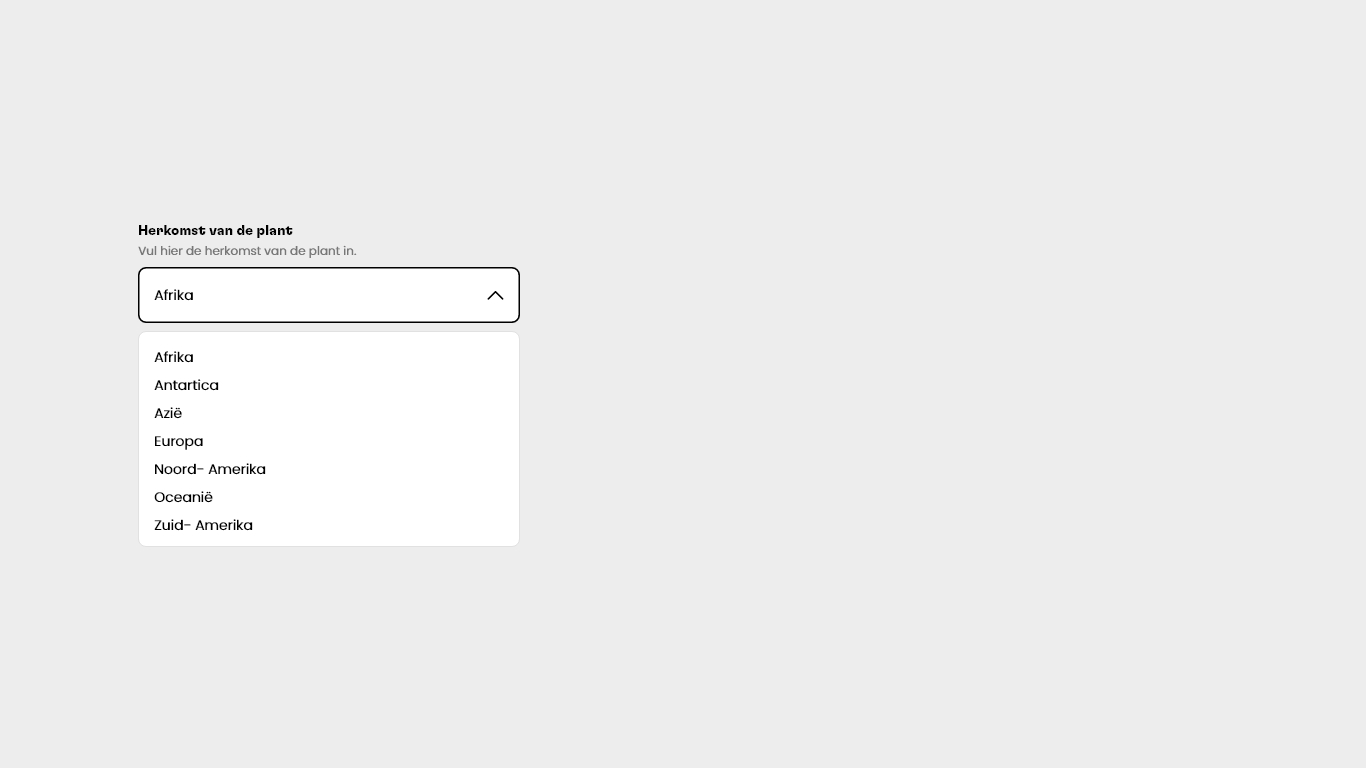 Herkomst van de plant
Vul hier de herkomst van de plant in.
Afrika
Afrika
Antartica
Azië
Europa
Noord- Amerika
Oceanië
Zuid- Amerika